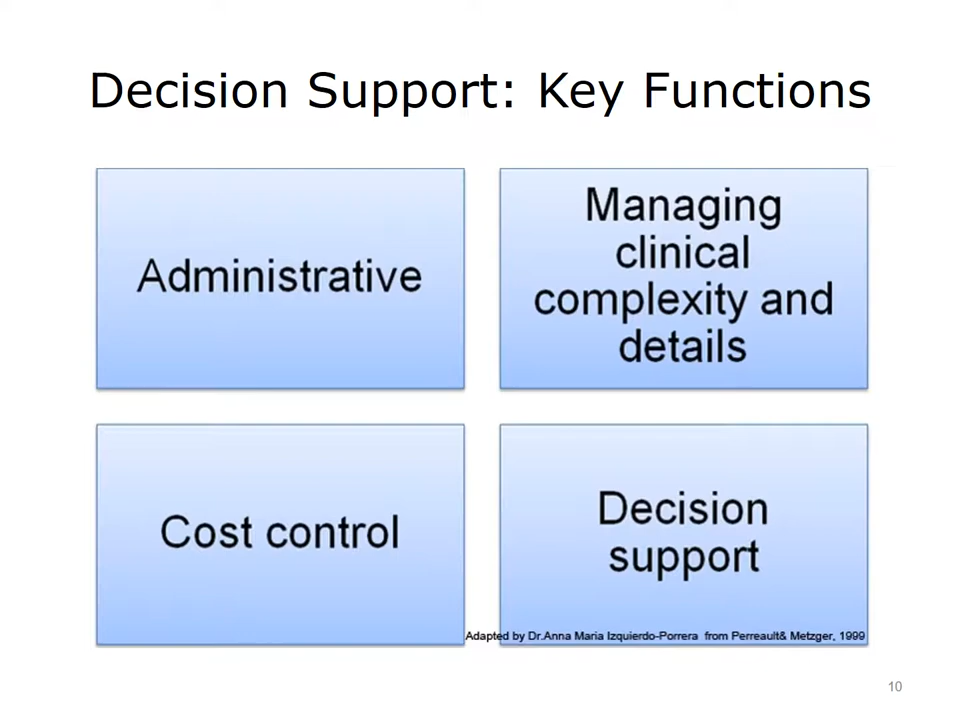 Decision Support: Key Functions
Administrative
Managing
clinical
complexity and
details
Cost control
Decision
support
Adapted by Dr.Anna Maria Izquierdo-Porrera from Perreault& Metzger, 1999
10